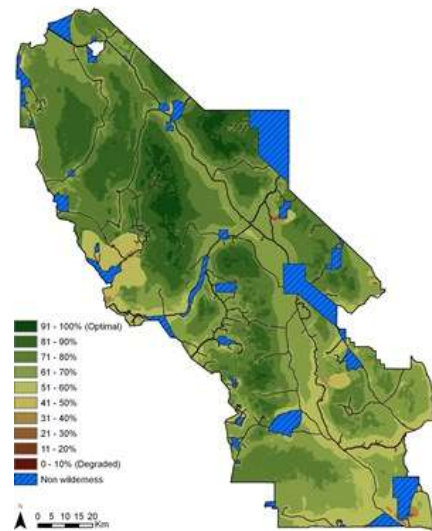 91 - 100% (Optimal)
81 - 90%
71 - 80%
61 - 70%
51 - 60%
41 - 50%
31 - 40%
21 - 30%
11 - 20%
0 - 10% (Degraded)
Non wilderness
N
0 5 10 15 20
Km